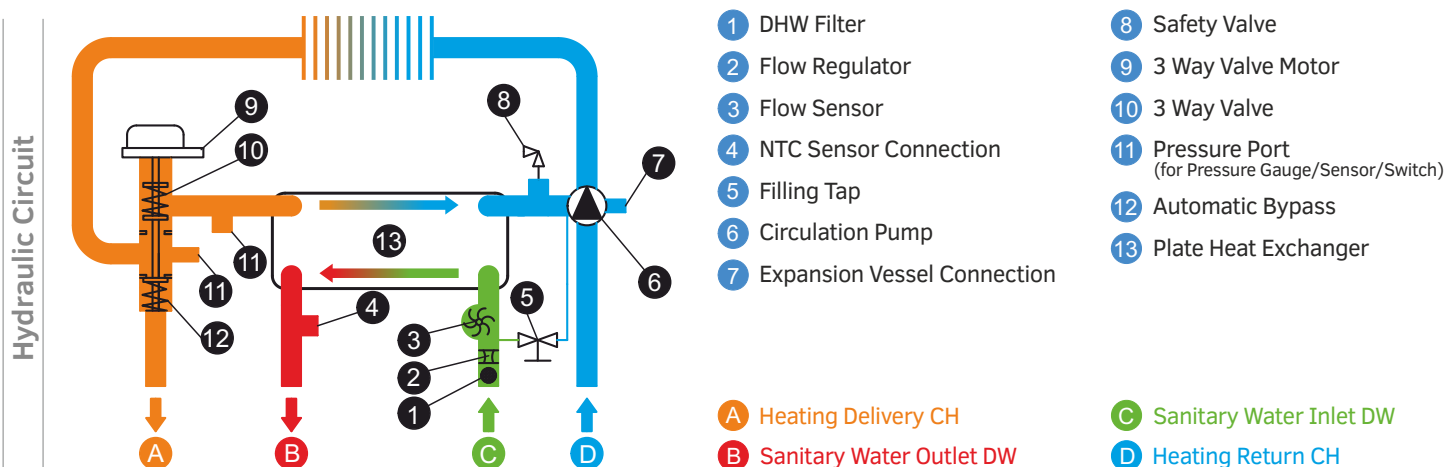 Hydraulic Circuit
9
10
8
7
13
11
11
6
5
4
12
3
2
1
A
B
C
D
1 DHW Filter
2 Flow Regulator
3 Flow Sensor
4 NTC Sensor Connection
5 Filling Tap
6 Circulation Pump
7 Expansion Vessel Connection
8 Safety Valve
9 3 Way Valve Motor
10 3 Way Valve
11 Pressure Port
(for Pressure Gauge/Sensor/Switch)
12 Automatic Bypass
13 Plate Heat Exchanger
A Heating Delivery CH
B Sanitary Water Outlet DW
C Sanitary Water Inlet DW
D Heating Return CH